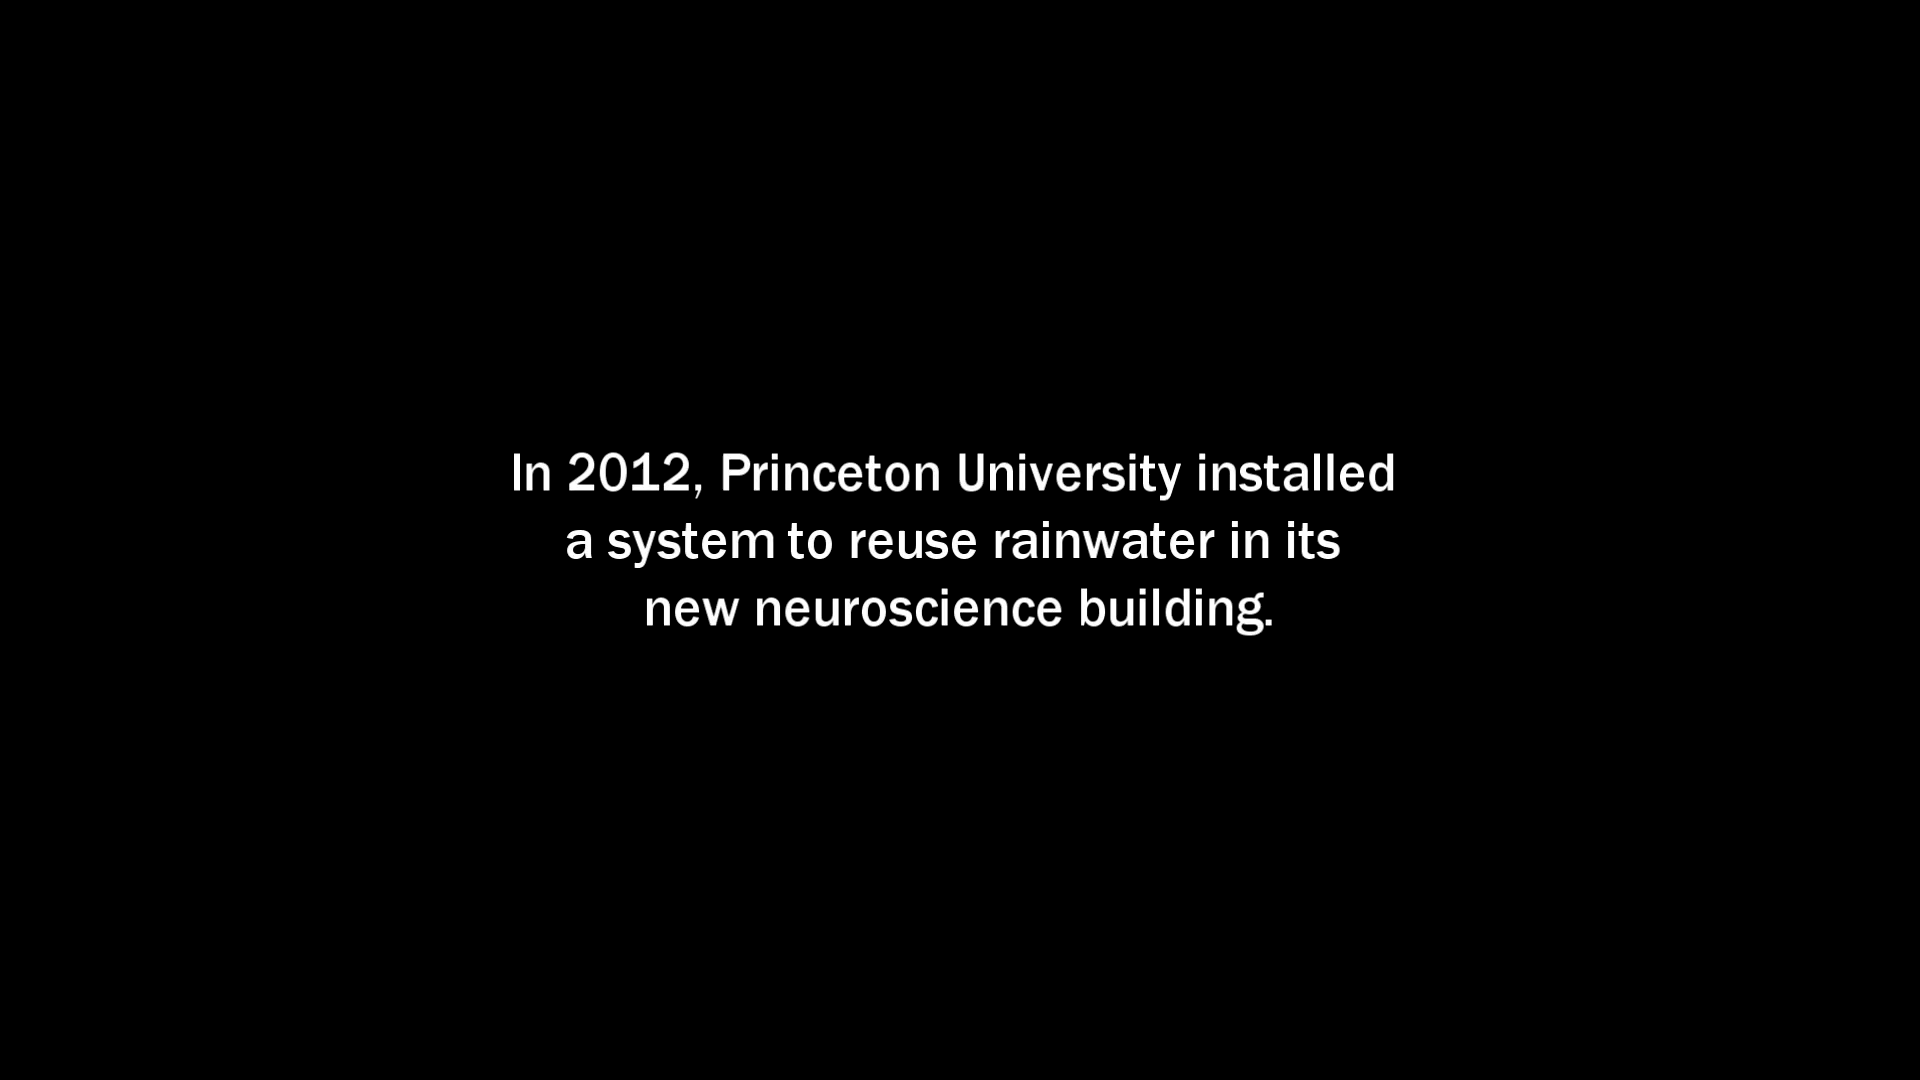 In 2012, Princeton University installed
a system to reuse rainwater in its
new neuroscience building.